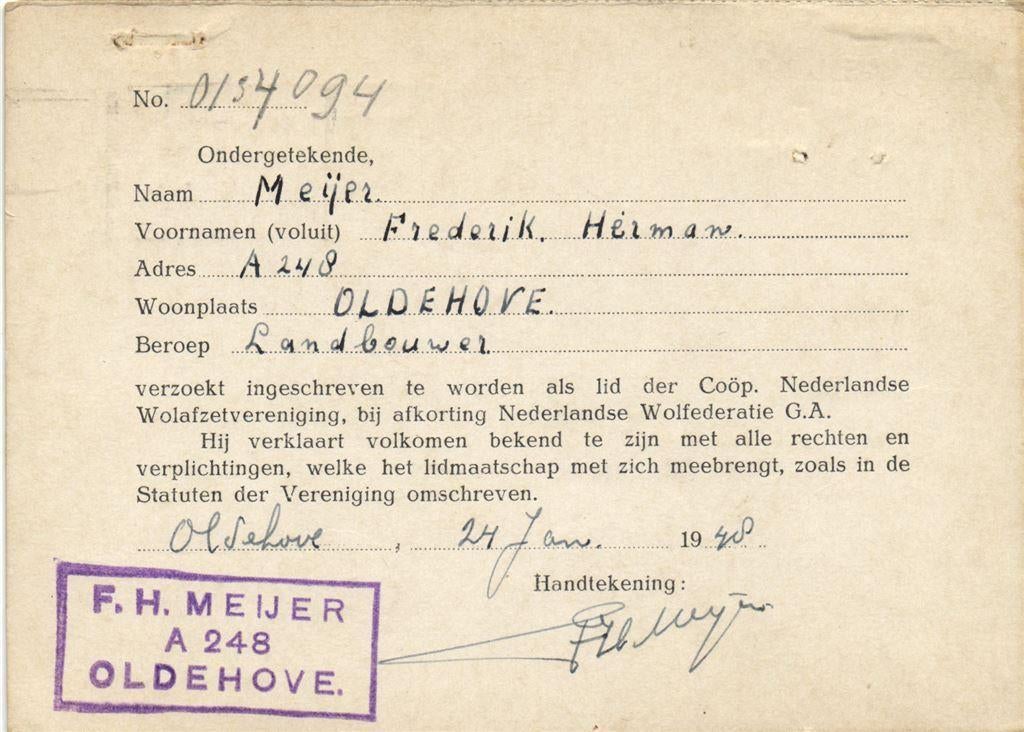 No. 0154094
Ondergetekende,
Naam Meijer.
Voornamen (voluit) Frederik. Herman.
Adres A 248
Woonplaats OLDEHOVE.
Beroep Landbouwer.
verzoekt ingeschreven te worden als lid der Coöp. Nederlandse
Wolafzetvereniging, bij afkorting Nederlandse Wolfederatie G.A.
Hij verklaart volkomen bekend te zijn met alle rechten en
verplichtingen, welke het lidmaatschap met zich meebrengt, zoals in de
Statuten der Vereniging omschreven.
Oldehove, 24 Jan. 1948
Handtekening:
FH Meijer
F. H. MEIJER
A 248
OLDEHOVE.